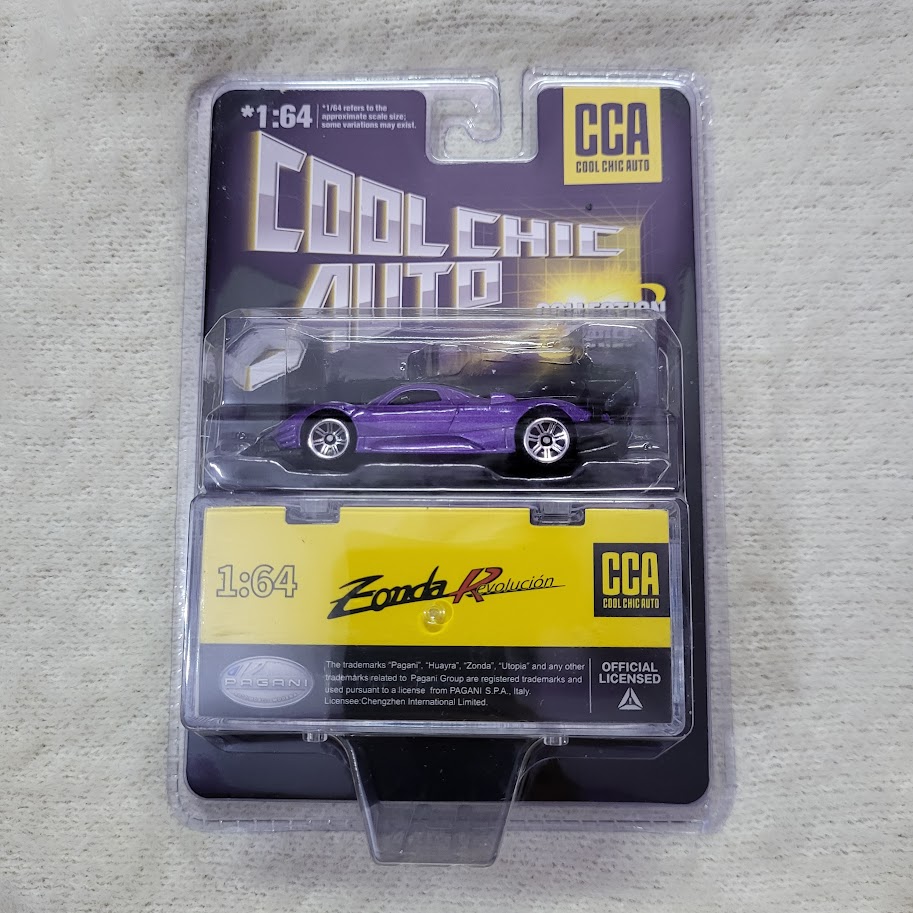 *1:64
*1/64 refers to the
approximate scale size;
some variations may exist.
CCA
COOL CHIC AUTO
COOL CHIC
AUTO
COLLECTION
1:64
Zonda Revolución
CCA
COOL CHIC AUTO
PAGANI
The trademarks "Pagani", "Huayra", "Zonda", "Utopia" and any other
trademarks related to Pagani Group are registered trademarks and
used pursuant to a license from PAGANI S.P.A., Italy.
Licensee:Chengzhen International Limited.
OFFICIAL
LICENSED